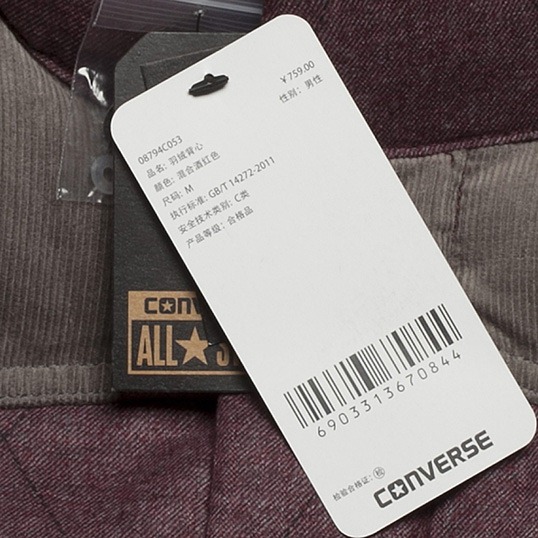 ¥759.00
性别: 男性
08794C053
品名: 羽绒背心
颜色: 混合酒红色
尺码: M
执行标准: GB/T 14272-2011
安全技术类别: C类
产品等级: 合格品
6903313670844
检验合格证: 检
CONVERSE
CONV
ALL★S